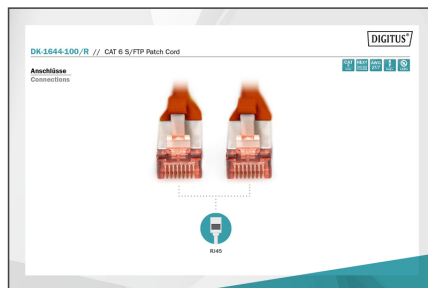 DIGITUS®
DK-1644-100/R // CAT 6 S/FTP Patch Cord
Anschlüsse
Connections
RJ45